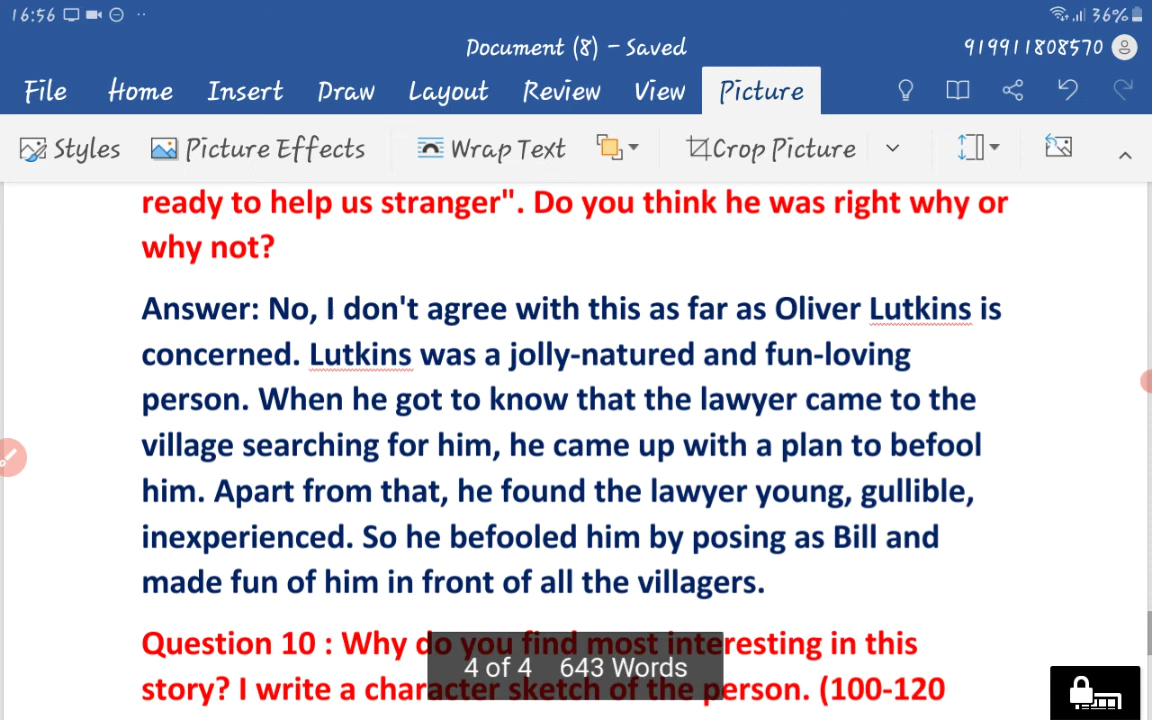 16:56 36%
Document (8) – Saved 919911808570
File Home Insert Draw Layout Review View Picture
Styles Picture Effects Wrap Text Crop Picture
ready to help us stranger". Do you think he was right why or
why not?
Answer: No, I don't agree with this as far as Oliver Lutkins is
concerned. Lutkins was a jolly-natured and fun-loving
person. When he got to know that the lawyer came to the
village searching for him, he came up with a plan to befool
him. Apart from that, he found the lawyer young, gullible,
inexperienced. So he befooled him by posing as Bill and
made fun of him in front of all the villagers.
Question 10 : Why do you find most interesting in this
4 of 4 643 Words
story? I write a character sketch of the person. (100-120